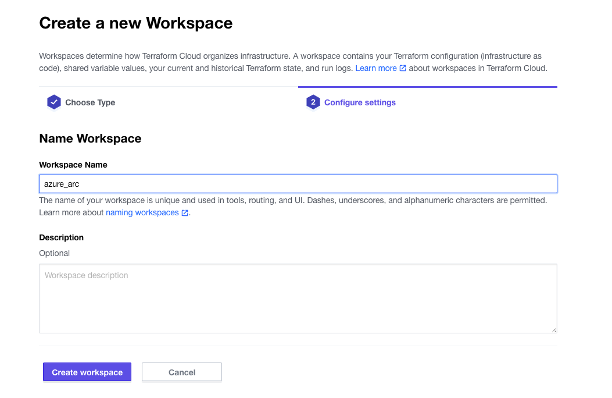 Create a new Workspace
Workspaces determine how Terraform Cloud organizes infrastructure. A workspace contains your Terraform configuration (infrastructure as
code), shared variable values, your current and historical Terraform state, and run logs. Learn more about workspaces in Terraform Cloud.
Choose Type
2 Configure settings
Name Workspace
Workspace Name
azure_arc
The name of your workspace is unique and used in tools, routing, and UI. Dashes, underscores, and alphanumeric characters are permitted.
Learn more about naming workspaces.
Description
Optional
Workspace description
Create workspace
Cancel